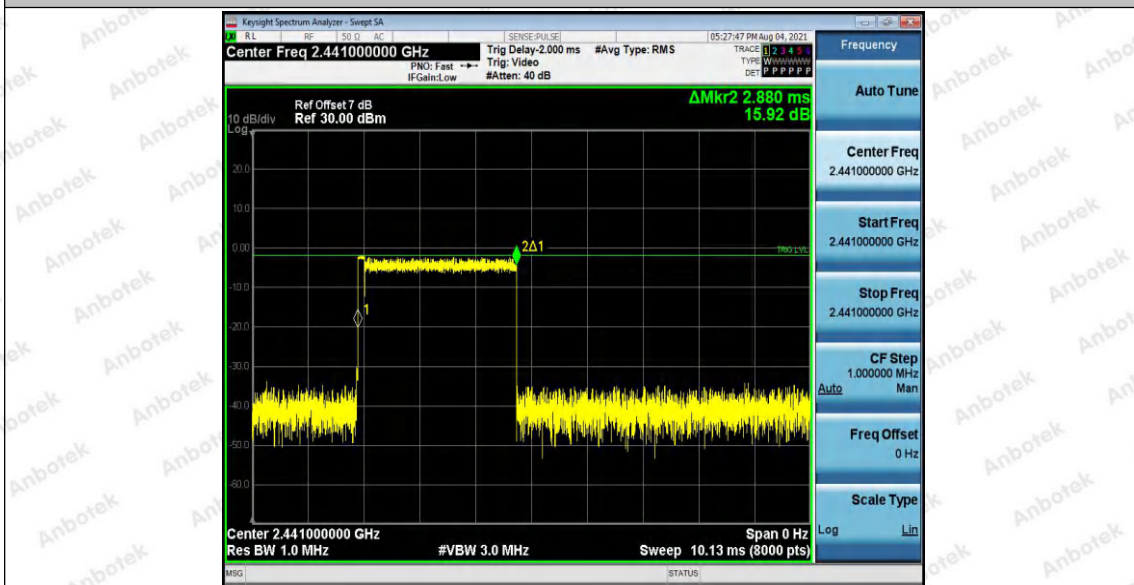 Keysight Spectrum Analyzer - Swept SA
RL RF 50 Ω AC SENSE:PULSE 05:27:47 PM Aug 04, 2021
Center Freq 2.441000000 GHz
PNO: Fast
IFGain:Low
Trig Delay-2.000 ms
Trig: Video
#Atten: 40 dB
#Avg Type: RMS
TRACE 1 2 3 4 5 6
TYPE WWWWWW
DET P P P P P P
ΔMkr2 2.880 ms
15.92 dB
Ref Offset 7 dB
10 dB/div Ref 30.00 dBm
Log
20.0
10.0
0.00
-10.0
-20.0
-30.0
-40.0
-50.0
-60.0
2Δ1
1
TRIG LVL
Center 2.441000000 GHz Span 0 Hz
Res BW 1.0 MHz #VBW 3.0 MHz Sweep 10.13 ms (8000 pts)
MSG STATUS
Frequency
Auto Tune
Center Freq
2.441000000 GHz
Start Freq
2.441000000 GHz
Stop Freq
2.441000000 GHz
CF Step
1.000000 MHz
Auto Man
Freq Offset
0 Hz
Scale Type
Log Lin
Anbotek